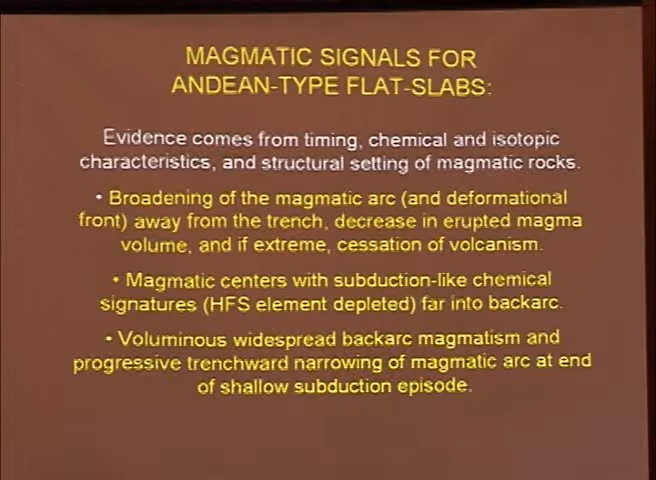 MAGMATIC SIGNALS FOR
ANDEAN-TYPE FLAT-SLABS:
Evidence comes from timing, chemical and isotopic
characteristics, and structural setting of magmatic rocks.
• Broadening of the magmatic arc (and deformational
front) away from the trench, decrease in erupted magma
volume, and if extreme, cessation of volcanism.
• Magmatic centers with subduction-like chemical
signatures (HFS element depleted) far into backarc.
• Voluminous widespread backarc magmatism and
progressive trenchward narrowing of magmatic arc at end
of shallow subduction episode.